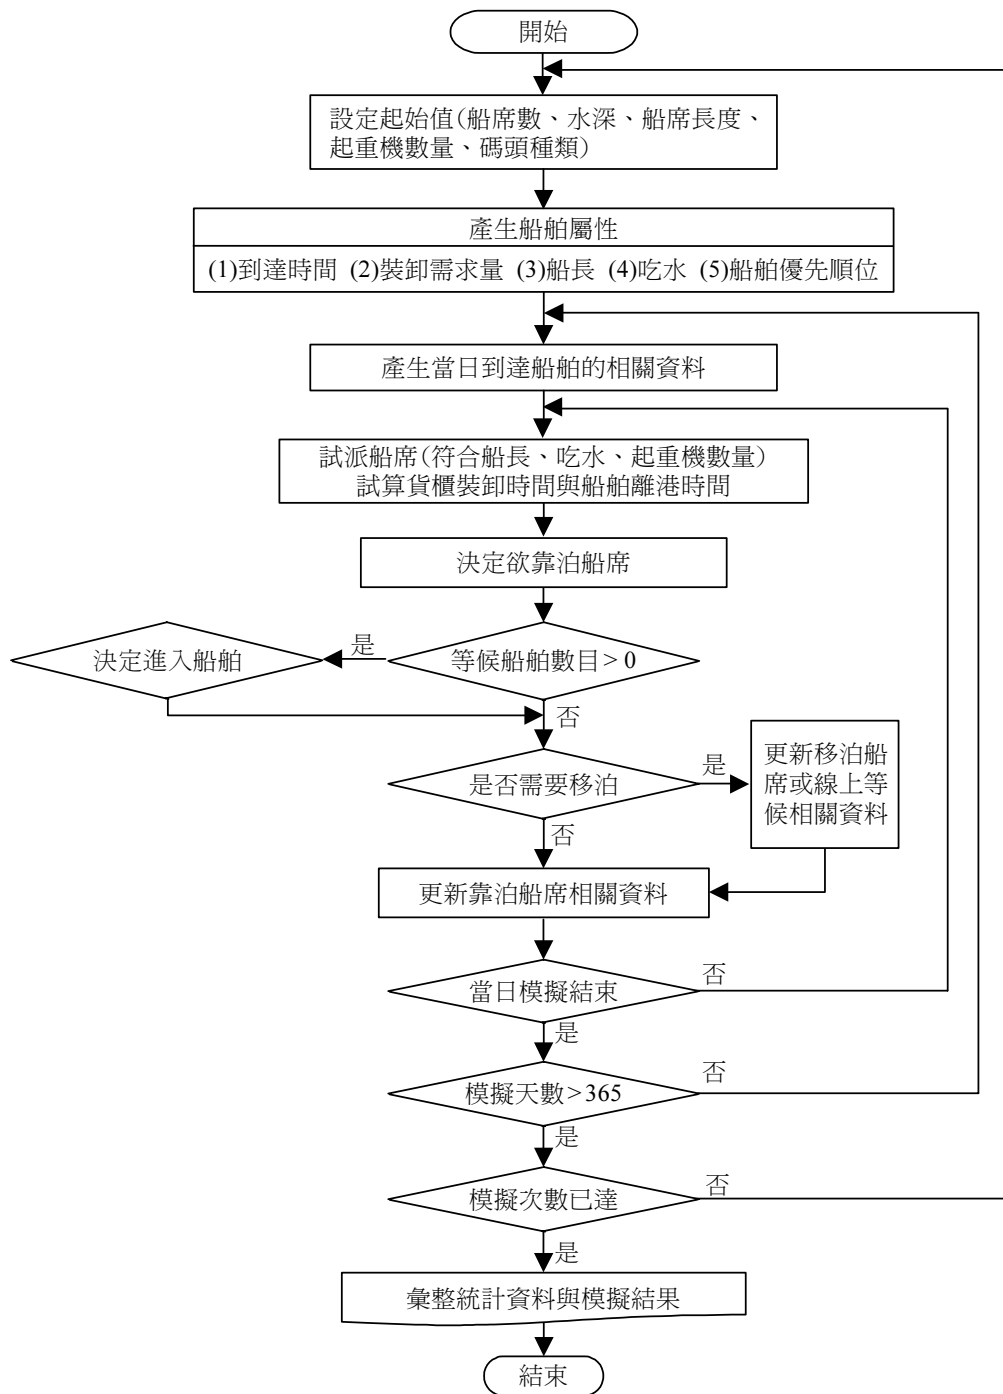 開始
設定起始值(船席數、水深、船席長度、
起重機數量、碼頭種類)
產生船舶屬性
(1)到達時間 (2)裝卸需求量 (3)船長 (4)吃水 (5)船舶優先順位
產生當日到達船舶的相關資料
試派船席(符合船長、吃水、起重機數量)
試算貨櫃裝卸時間與船舶離港時間
決定欲靠泊船席
決定進入船舶
是
等候船舶數目>0
否
是否需要移泊
是
更新移泊船
席或線上等
候相關資料
否
更新靠泊船席相關資料
當日模擬結束
否
是
模擬天數>365
否
是
模擬次數已達
否
是
彙整統計資料與模擬結果
結束